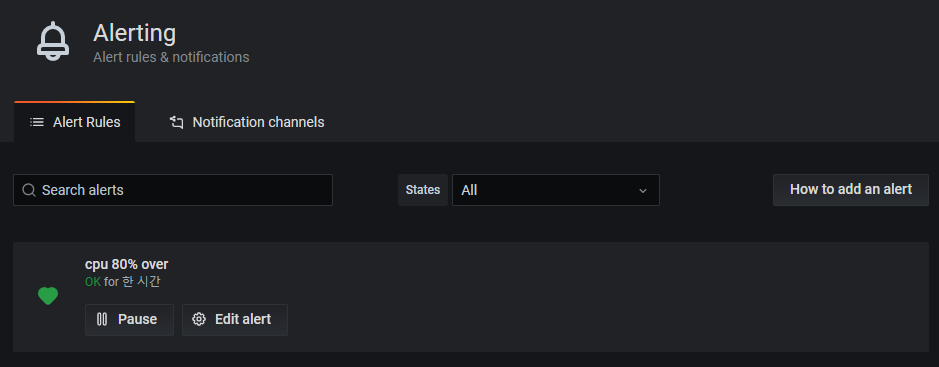 Alerting
Alert rules & notifications
Alert Rules
Notification channels
Search alerts
States
All
How to add an alert
cpu 80% over
OK for 한 시간
Pause
Edit alert